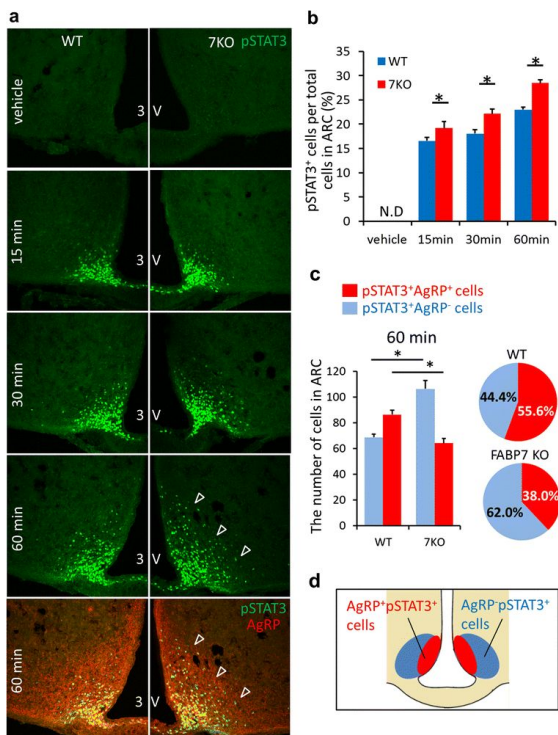 a
WT
7KO
pSTAT3
vehicle
3 V
15 min
3 V
30 min
3 V
60 min
3 V
pSTAT3
AgRP
60 min
3 V
b
pSTAT3⁺ cells per total
cells in ARC (%)
35
30
25
20
15
10
5
0
WT
7KO
*
*
*
N.D
vehicle
15min
30min
60min
c
pSTAT3⁺AgRP⁺ cells
pSTAT3⁺AgRP⁻ cells
60 min
The number of cells in ARC
120
100
80
60
40
20
0
*
*
WT
7KO
WT
44.4%
55.6%
FABP7 KO
38.0%
62.0%
d
AgRP⁺pSTAT3⁺
cells
AgRP⁻pSTAT3⁺
cells